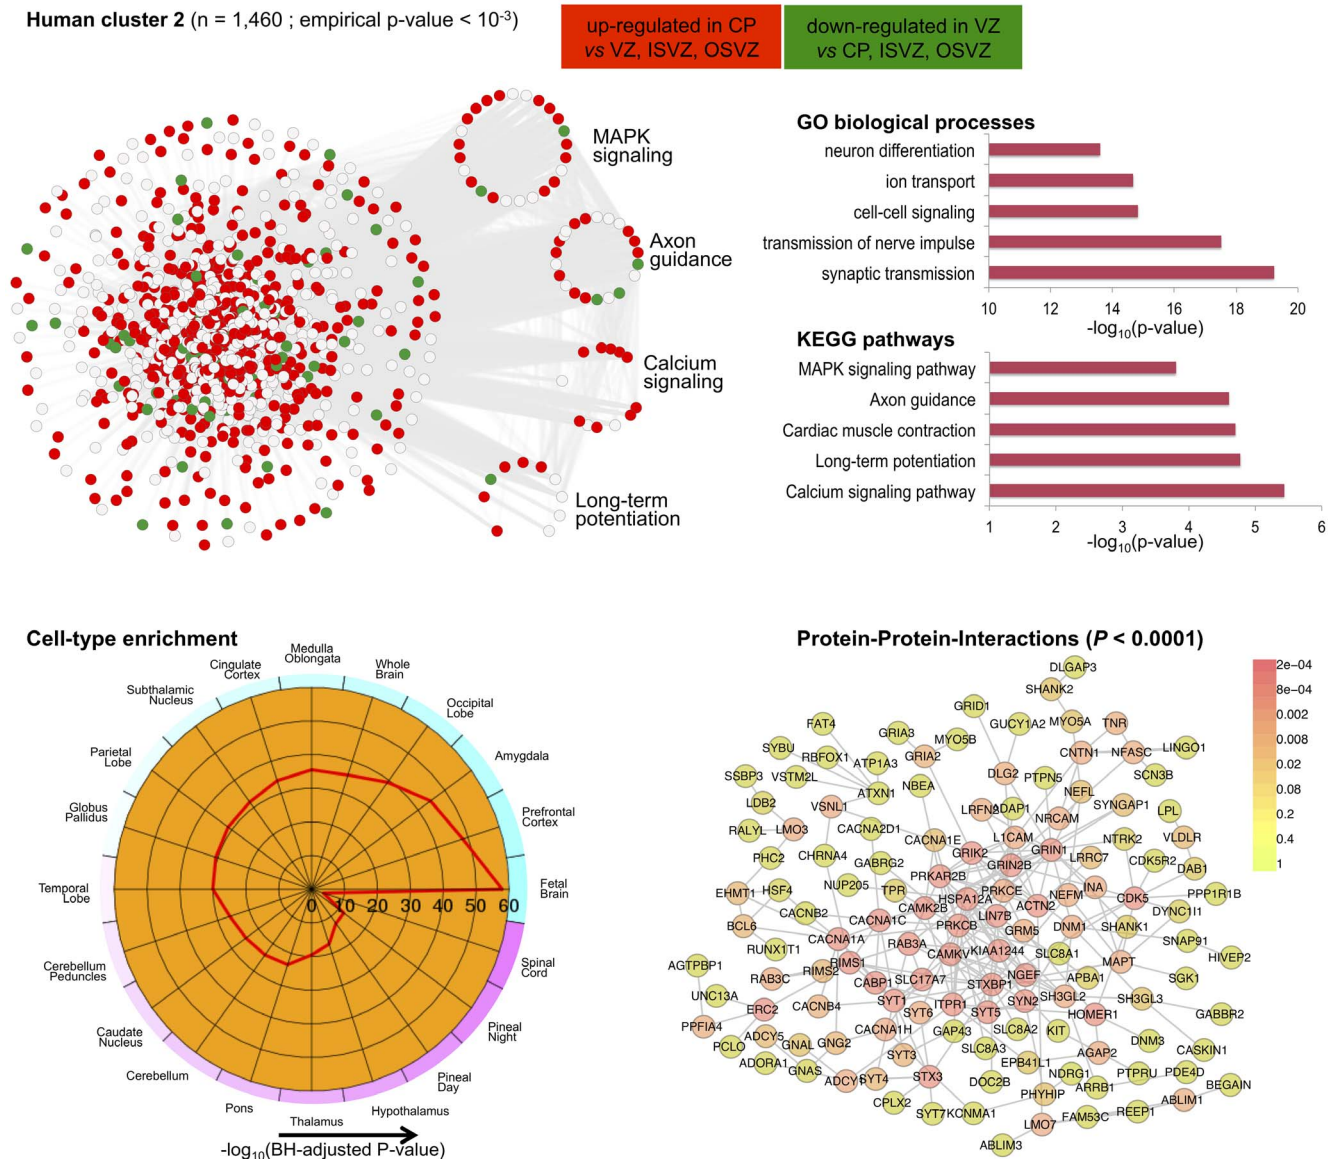 Human cluster 2 (n = 1,460 ; empirical p-value < 10-3)
up-regulated in CP
vs VZ, ISVZ, OSVZ
down-regulated in VZ
vs CP, ISVZ, OSVZ
MAPK
signaling
Axon
guidance
Calcium
signaling
Long-term
potentiation
GO biological processes
neuron differentiation
ion transport
cell-cell signaling
transmission of nerve impulse
synaptic transmission
10 12 14 16 18 20
-log10(p-value)
KEGG pathways
MAPK signaling pathway
Axon guidance
Cardiac muscle contraction
Long-term potentiation
Calcium signaling pathway
1 2 3 4 5 6
-log10(p-value)
Cell-type enrichment
Medulla
Oblongata
Whole
Brain
Occipital
Lobe
Amygdala
Prefrontal
Cortex
Fetal
Brain
Spinal
Cord
Pineal
Night
Pineal
Day
Hypothalamus
Thalamus
Pons
Cerebellum
Caudate
Nucleus
Cerebellum
Peduncles
Temporal
Lobe
Globus
Pallidus
Parietal
Lobe
Subthalamic
Nucleus
Cingulate
Cortex
0 10 20 30 40 50 60
-log10(BH-adjusted P-value)
Protein-Protein-Interactions (P < 0.0001)
2e-04
8e-04
0.002
0.008
0.02
0.08
0.2
0.4
1
DLGAP3
SHANK2
GRID1
GUCY1A2
MYO5A
TNR
FAT4
GRIA3
MYO5B
SYBU
RBFOX1
ATP1A3
GRIA2
CNTN1
NFASC
LINGO1
SSBP3
VSTM2L
ATXN1
NBEA
DLG2
PTPN5
SCN3B
NEFL
LDB2
VSNL1
LRFN2
ADAP1
SYNGAP1
LPL
NRCAM
RALYL
LMO3
CACNA2D1
CACNA1E
L1CAM
NTRK2
VLDLR
PHC2
CHRNA4
GABRG2
GRIK2
GRIN2B
GRIN1
LRRC7
CDK5R2
DAB1
EHMT1
HSF4
NUP205
TPR
PRKAR2B
HSPA12A
PRKCE
NEFM
INA
CDK5
PPP1R1B
CACNB2
CACNA1C
CAMK2B
LIN7B
ACTN2
DYNC1I1
BCL6
PRKCB
GRM5
DNM1
SHANK1
RUNX1T1
CACNA1A
RAB3A
CAMKV
KIAA1244
SLC8A1
SNAP91
HIVEP2
AGTPBP1
RAB3C
RIMS2
RIMS1
CABP1
SLC17A7
STXBP1
NGEF
APBA1
MAPT
SGK1
UNC13A
ERC2
CACNB4
SYT1
SYT6
ITPR1
SYT5
SYN2
SH3GL2
SH3GL3
HOMER1
GABBR2
PPFIA4
PCLO
ADCY5
GNAL
GNG2
CACNA1H
GAP43
SLC8A2
KIT
DNM3
CASKIN1
ADORA1
GNAS
SYT3
SLC8A3
EPB41L1
AGAP2
ADCY1
SYT4
STX3
DOC2B
NDRG1
ARRB1
PTPRU
PDE4D
BEGAIN
CPLX2
SYT7
KCNMA1
PHYHIP
LMO7
FAM53C
REEP1
ABLIM1
ABLIM3